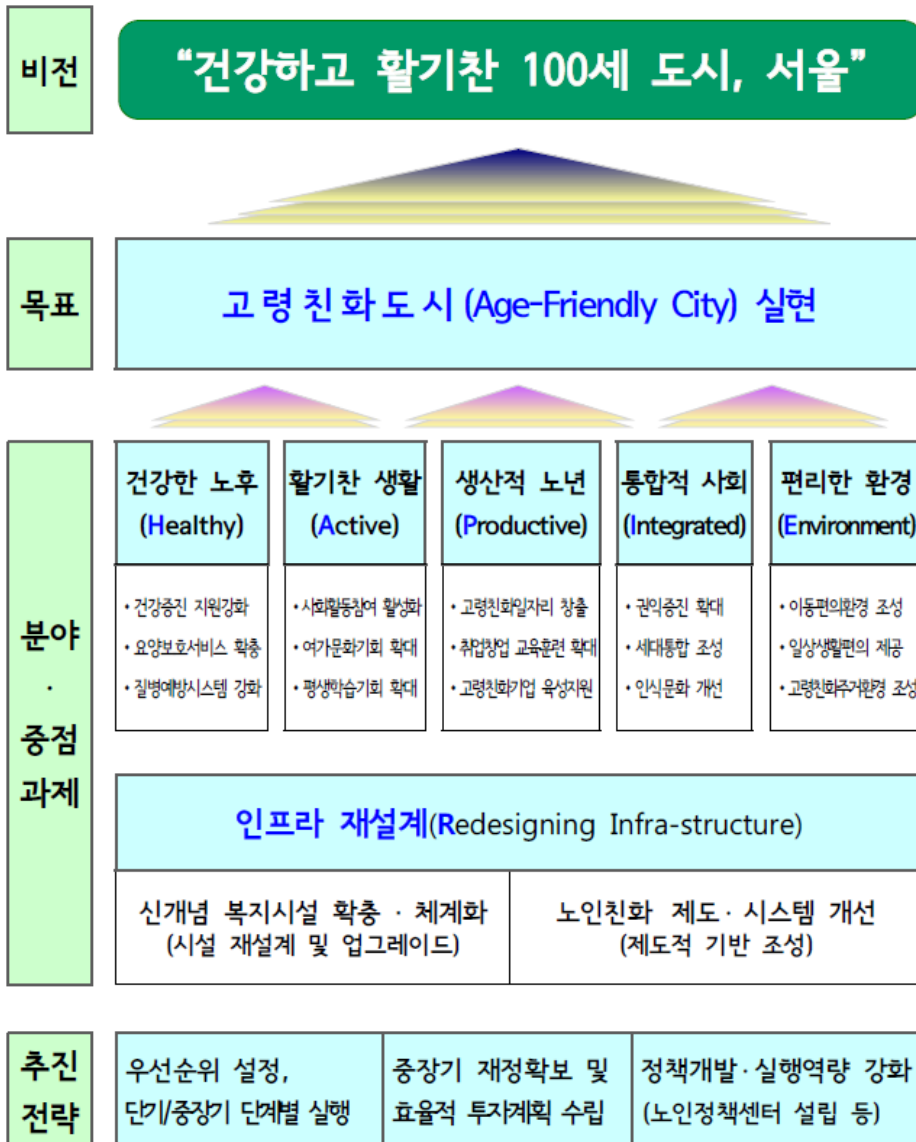 비전
“건강하고 활기찬 100세 도시, 서울”
목표
고령친화도시(Age-Friendly City) 실현
분야
·
중점
과제
건강한 노후
(Healthy)
• 건강증진 지원강화
• 요양보호서비스 확충
• 질병예방시스템 강화
활기찬 생활
(Active)
• 사회활동참여 활성화
• 여가문화기회 확대
• 평생학습기회 확대
생산적 노년
(Productive)
• 고령친화일자리 창출
• 취업창업 교육훈련 확대
• 고령친화기업 육성지원
통합적 사회
(Integrated)
• 권익증진 확대
• 세대통합 조성
• 인식문화 개선
편리한 환경
(Environment)
• 이동편의환경 조성
• 일상생활편의 제공
• 고령친화주거환경 조성
인프라 재설계(Redesigning Infra-structure)
신개념 복지시설 확충 · 체계화
(시설 재설계 및 업그레이드)
노인친화 제도· 시스템 개선
(제도적 기반 조성)
추진
전략
우선순위 설정,
단기/중장기 단계별 실행
중장기 재정확보 및
효율적 투자계획 수립
정책개발· 실행역량 강화
(노인정책센터 설립 등)